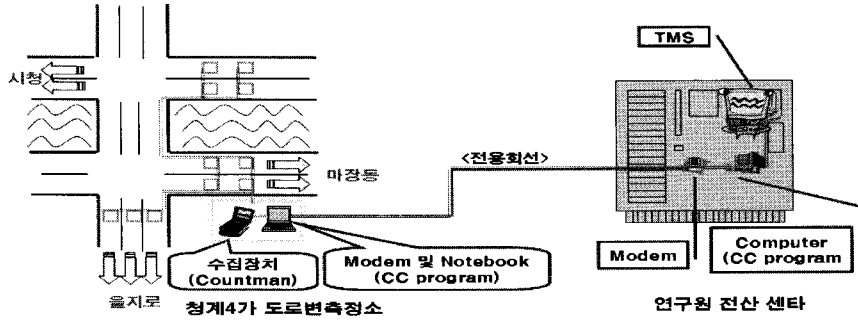 TMS
시청
<전용회선>
마장동
수집장치
(Countman)
Modem 및 Notebook
(CC program)
Modem
Computer
(CC program
을지로
청계4가 도로변측정소
연구원 전산 센타